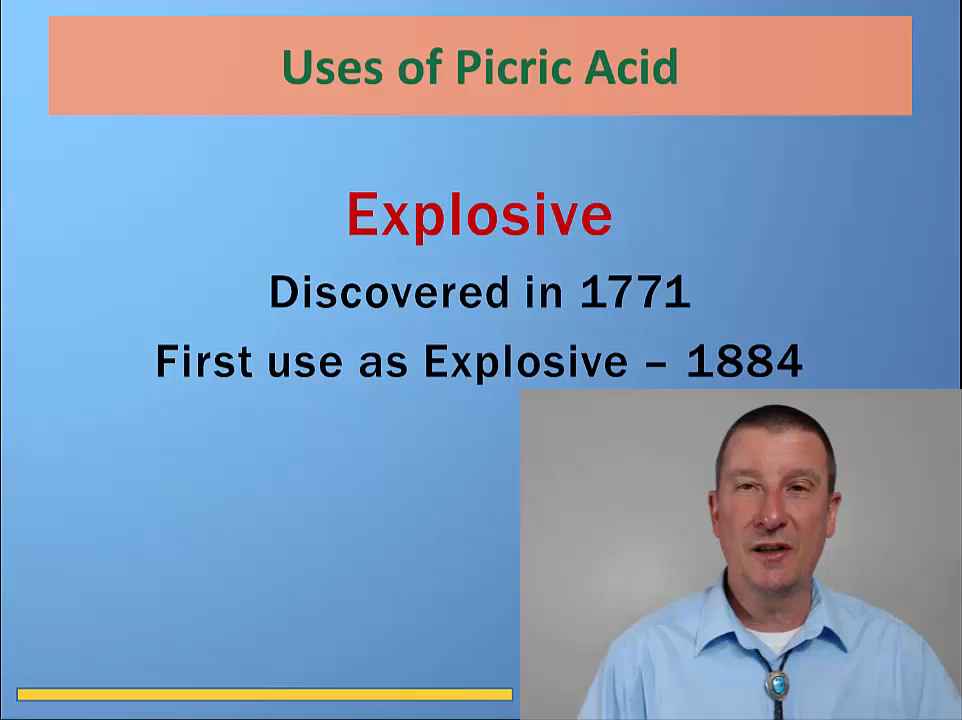 Uses of Picric Acid
Explosive
Discovered in 1771
First use as Explosive – 1884